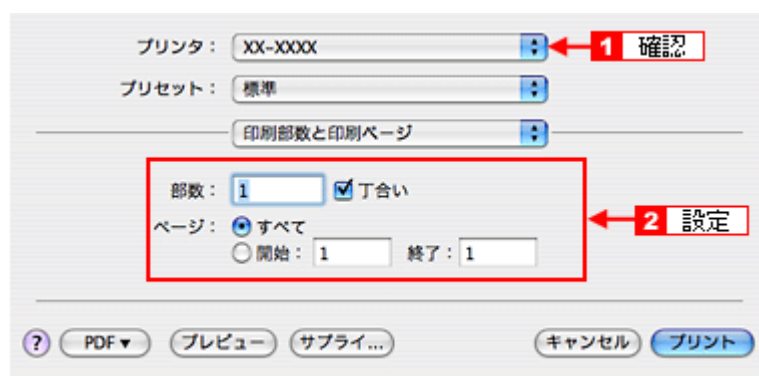 プリンタ： XX-XXXX 1 確認
プリセット： 標準
印刷部数と印刷ページ
部数： 1 丁合い
ページ： すべて 2 設定
開始： 1 終了： 1
? PDF▼ プレビュー サプライ... キャンセル プリント